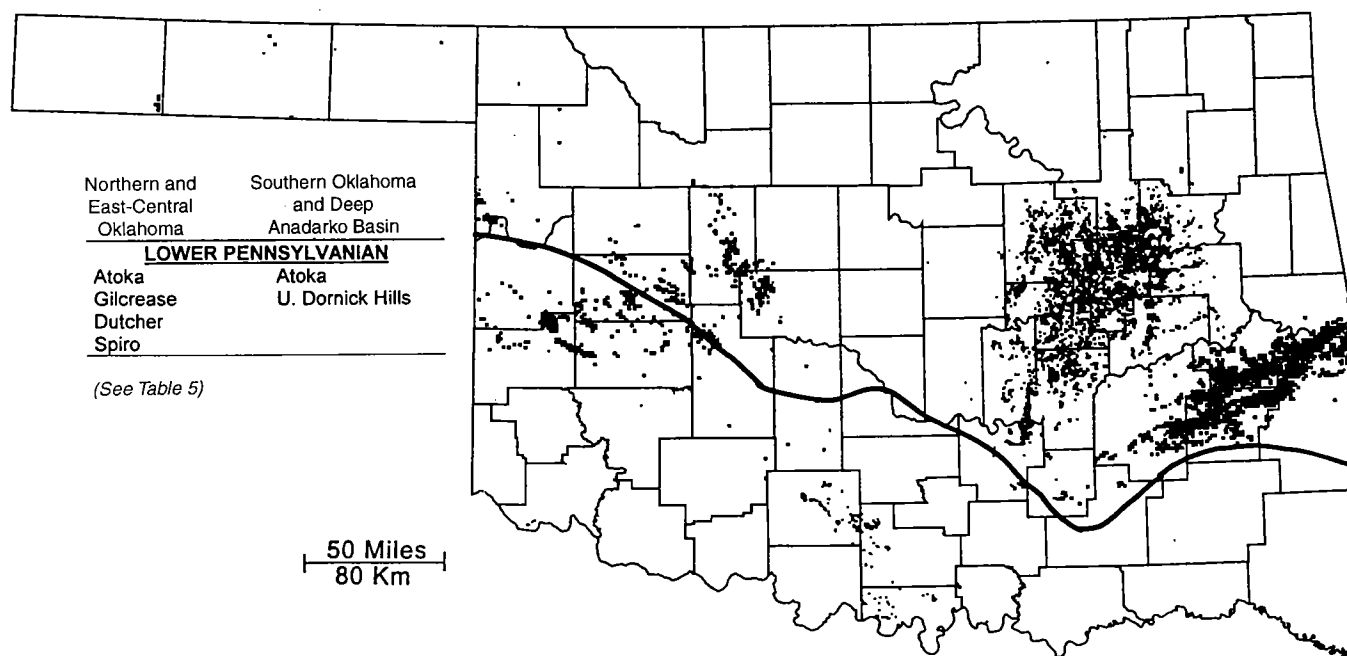 Northern and
East-Central
Oklahoma
Southern Oklahoma
and Deep
Anadarko Basin
LOWER PENNSYLVANIAN
Atoka Atoka
Gilcrease U. Dornick Hills
Dutcher
Spiro
(See Table 5)
50 Miles
80 Km